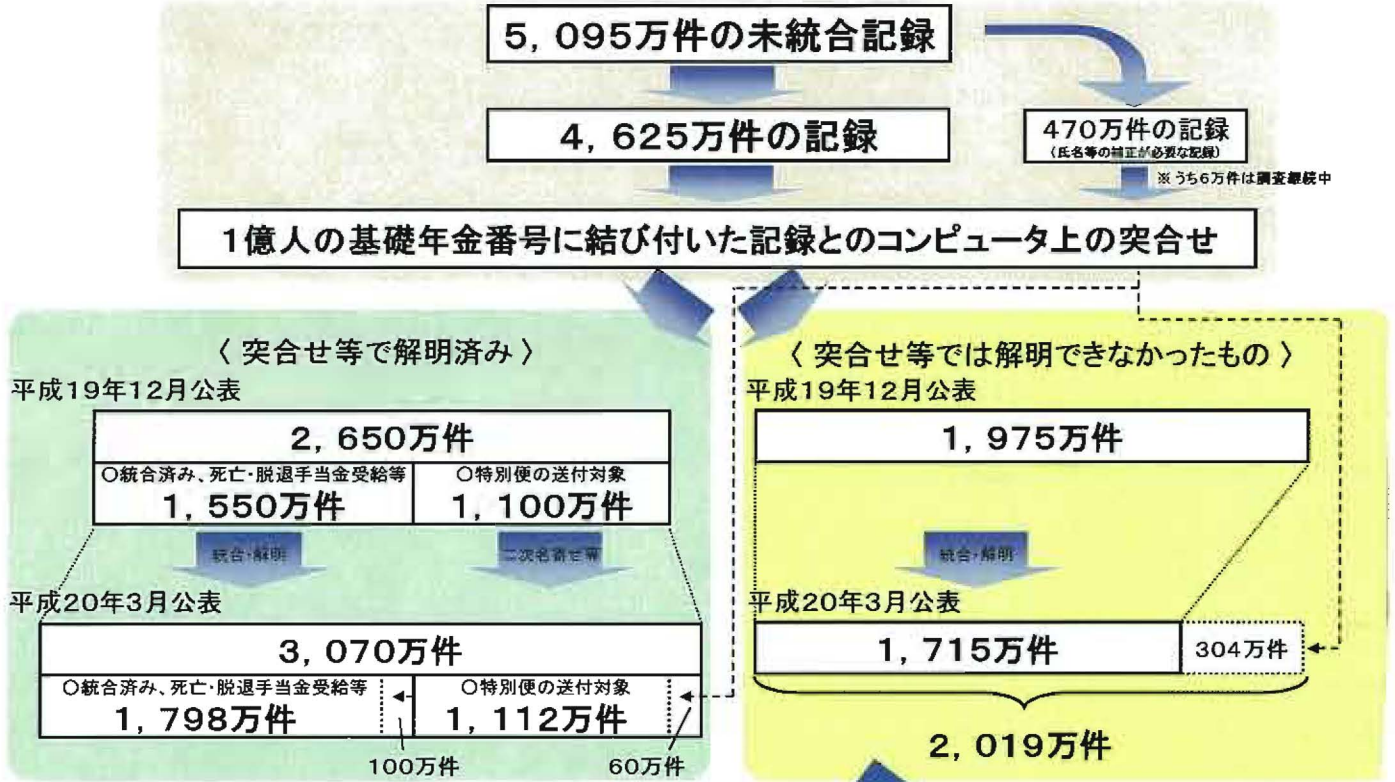 5,095万件の未統合記録
4,625万件の記録
470万件の記録
(氏名等の補正が必要な記録)
※うち6万件は調査継続中
1億人の基礎年金番号に結び付いた記録とのコンピュータ上の突合せ
〈 突合せ等で解明済み 〉
平成19年12月公表
2,650万件
○統合済み、死亡・脱退手当金受給等
1,550万件
○特別便の送付対象
1,100万件
統合・解明
二次名寄せ等
平成20年3月公表
3,070万件
○統合済み、死亡・脱退手当金受給等
1,798万件
○特別便の送付対象
1,112万件
100万件
60万件
〈 突合せ等では解明できなかったもの 〉
平成19年12月公表
1,975万件
統合・解明
平成20年3月公表
1,715万件
304万件
2,019万件